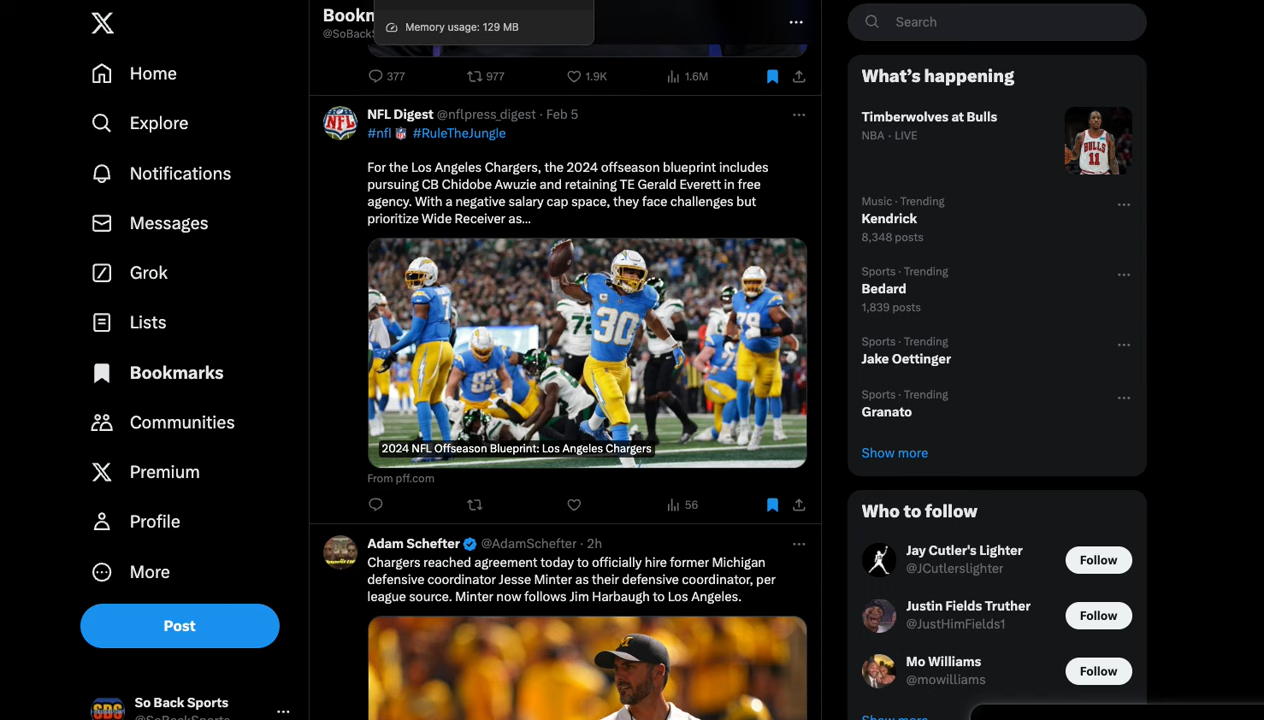 Home
Explore
Notifications
Messages
Grok
Lists
Bookmarks
Communities
Premium
Profile
More
Post
So Back Sports
@SoBackSports
Memory usage: 129 MB
377
977
1.9K
1.6M
NFL Digest @nflpress_digest · Feb 5
#nfl #RuleTheJungle
For the Los Angeles Chargers, the 2024 offseason blueprint includes
pursuing CB Chidobe Awuzie and retaining TE Gerald Everett in free
agency. With a negative salary cap space, they face challenges but
prioritize Wide Receiver as...
30
2024 NFL Offseason Blueprint: Los Angeles Chargers
From pff.com
56
Adam Schefter @AdamSchefter · 2h
Chargers reached agreement today to officially hire former Michigan
defensive coordinator Jesse Minter as their defensive coordinator, per
league source. Minter now follows Jim Harbaugh to Los Angeles.
Search
What's happening
Timberwolves at Bulls
NBA · LIVE
BULLS
11
Music · Trending
Kendrick
8,348 posts
Sports · Trending
Bedard
1,839 posts
Sports · Trending
Jake Oettinger
Sports · Trending
Granato
Show more
Who to follow
Jay Cutler's Lighter
@JCutlerslighter
Follow
Justin Fields Truther
@JustHimFields1
Follow
Mo Williams
@mowilliams
Follow
Show more